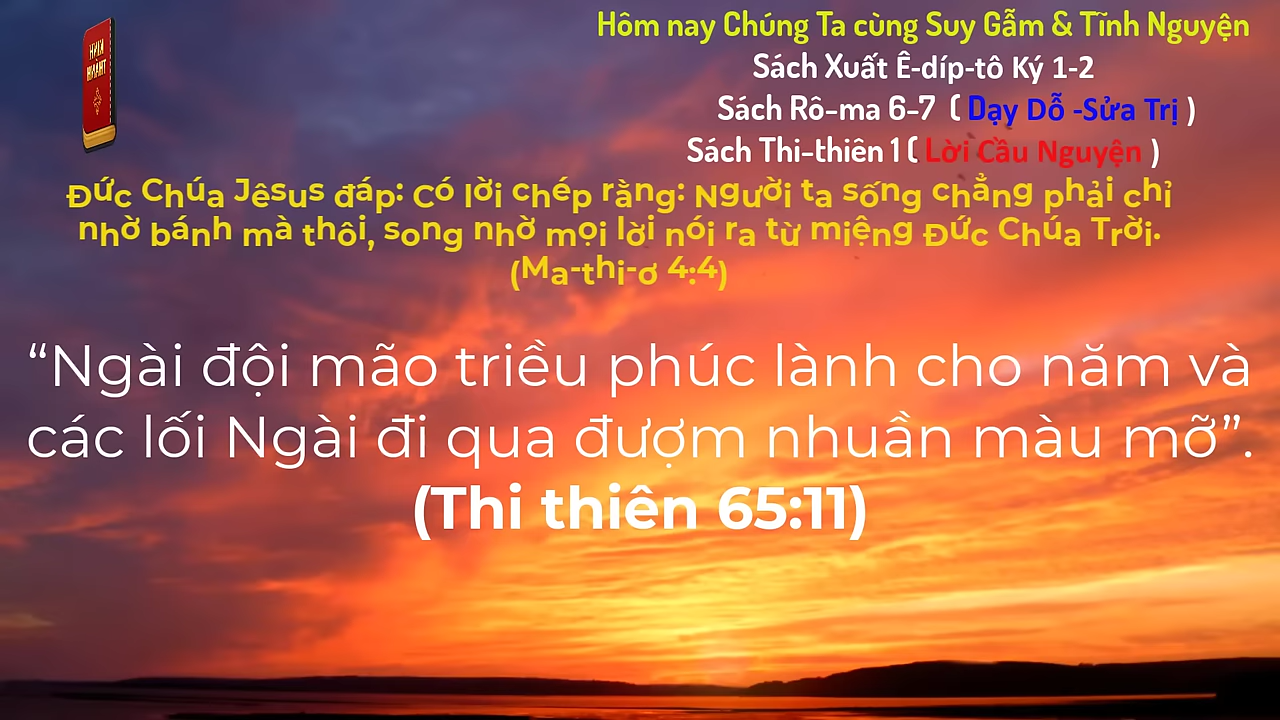 KINH
THÁNH
Hôm nay Chúng Ta cùng Suy Gẫm & Tĩnh Nguyện
Sách Xuất Ê-díp-tô Ký 1-2
Sách Rô-ma 6-7 ( Dạy Dỗ -Sửa Trị )
Sách Thi-thiên 1 ( Lời Cầu Nguyện )
Đức Chúa Jêsus đáp: Có lời chép rằng: Người ta sống chẳng phải chỉ
nhờ bánh mà thôi, song nhờ mọi lời nói ra từ miệng Đức Chúa Trời.
(Ma-thi-ơ 4:4)
“Ngài đội mão triều phúc lành cho năm và
các lối Ngài đi qua đượm nhuần màu mỡ”.
(Thi thiên 65:11)